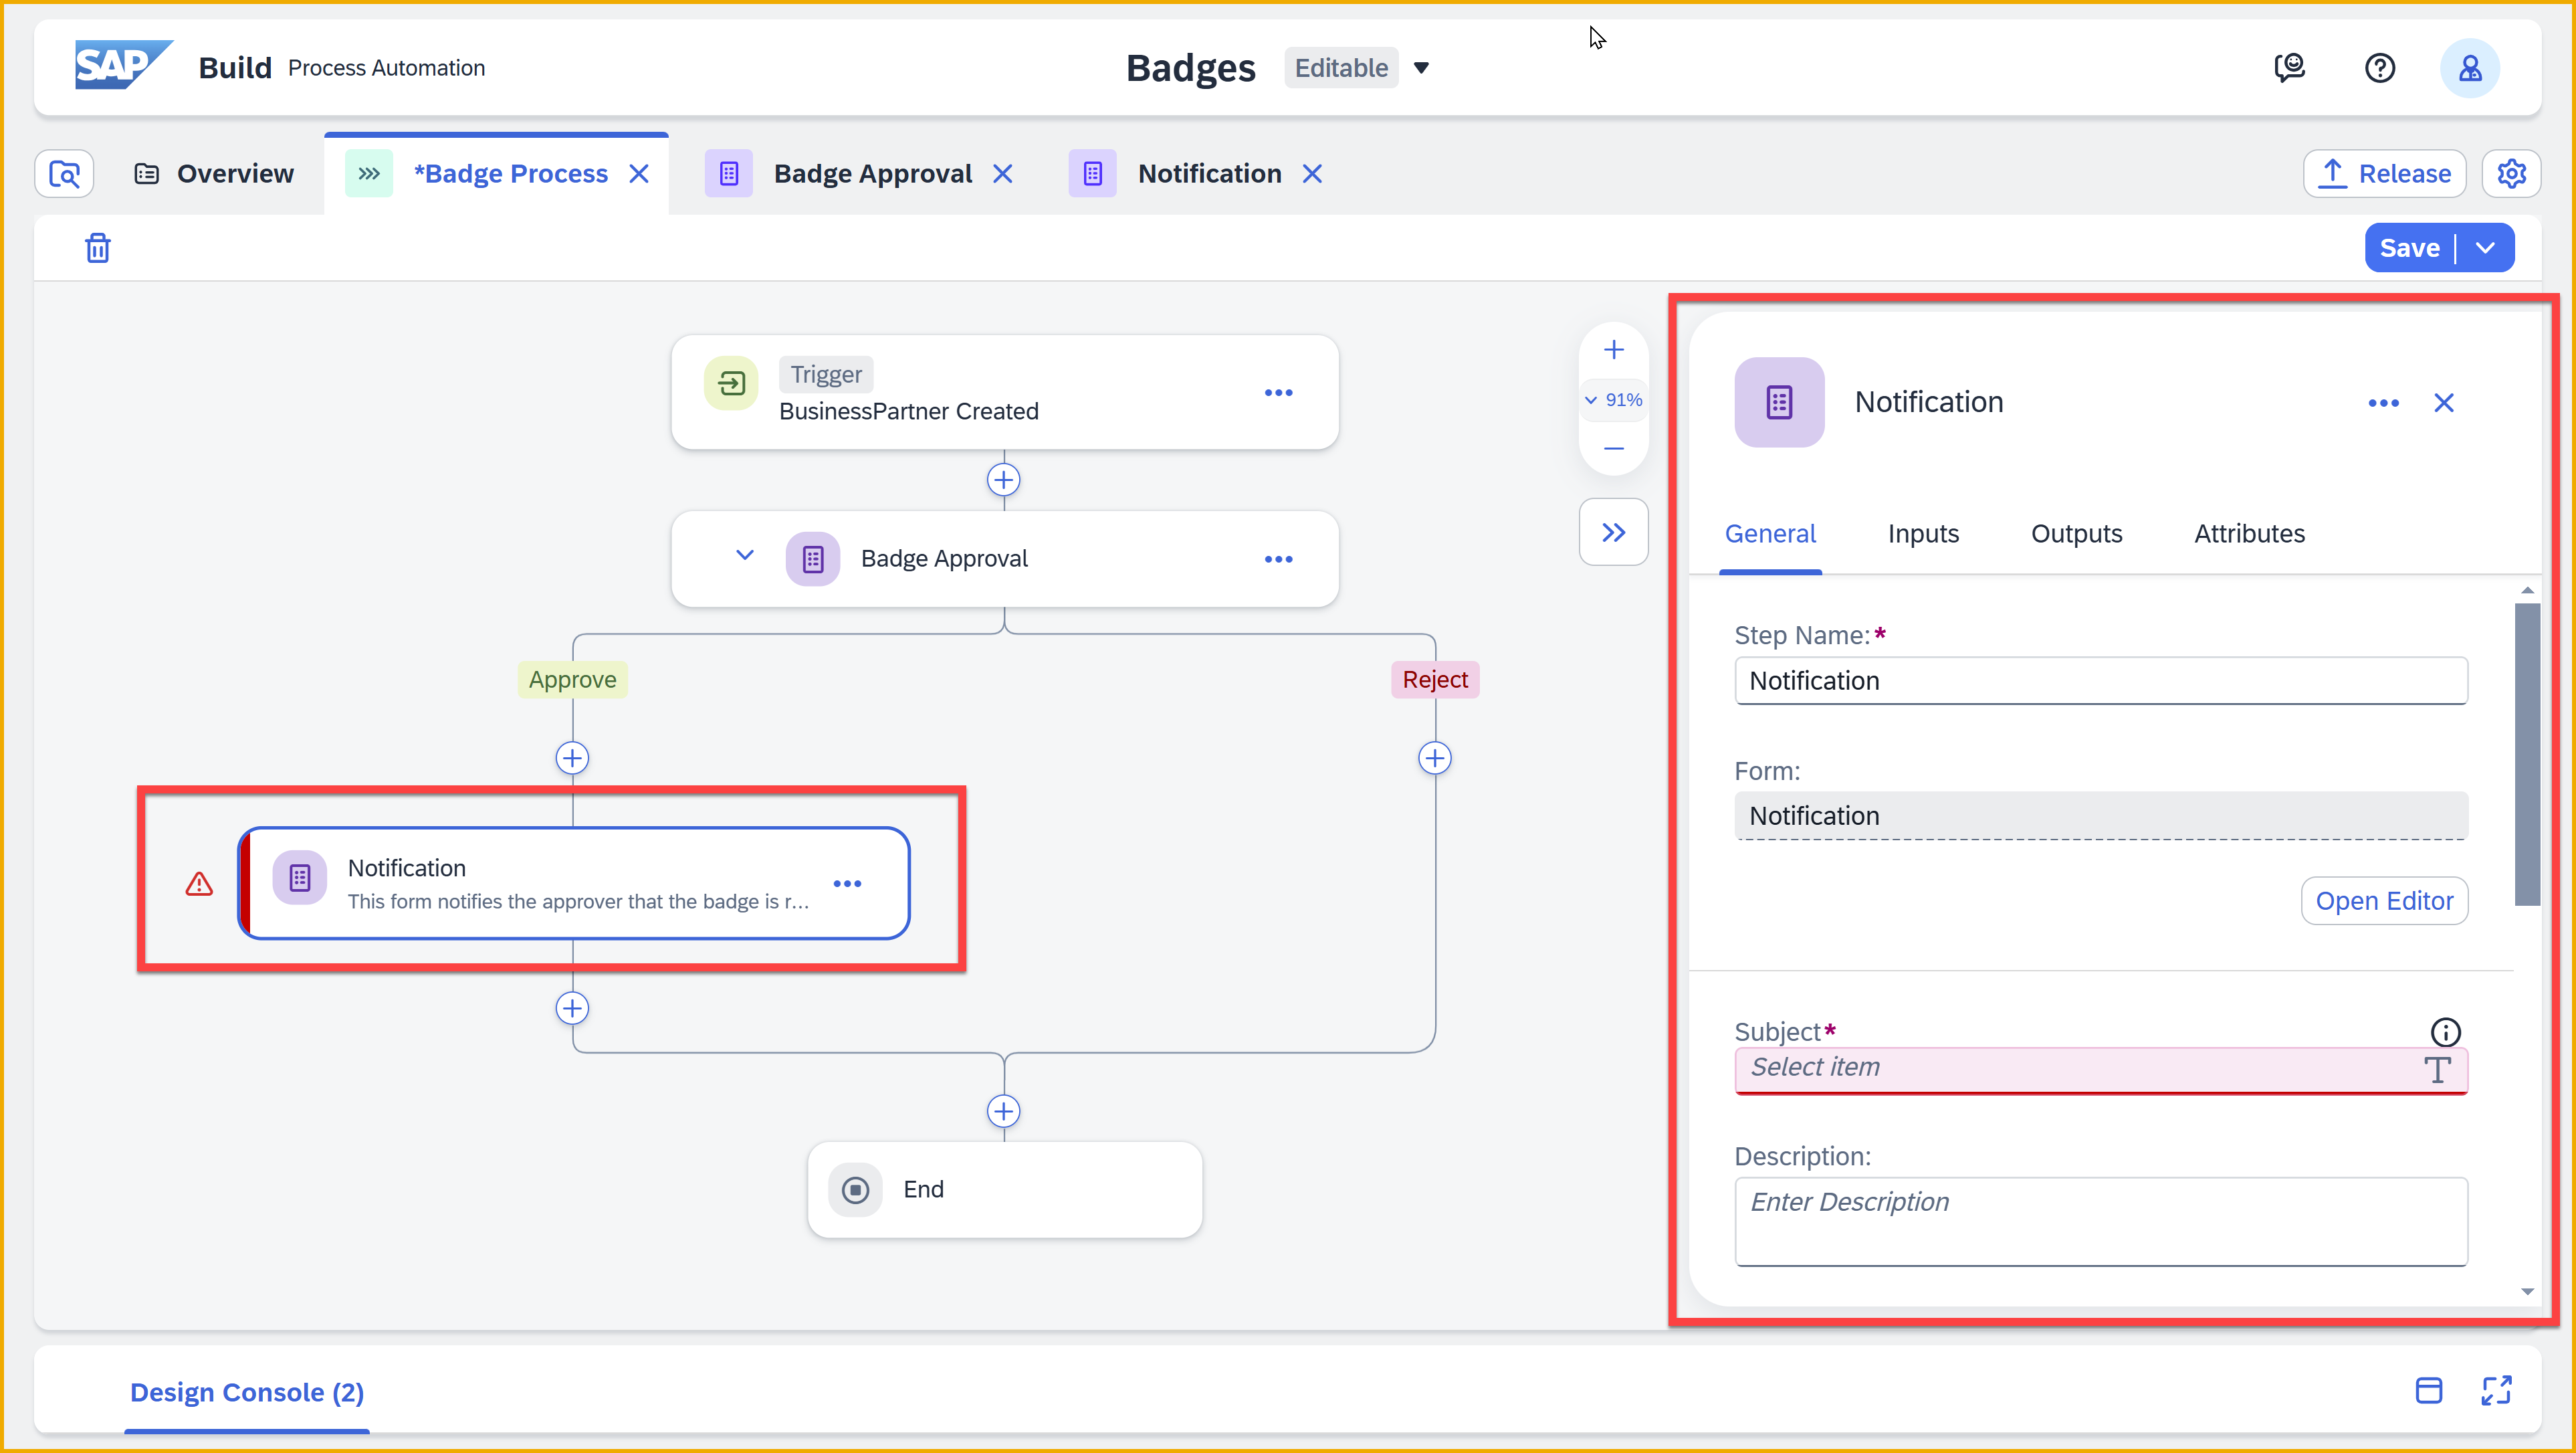 SAP Build Process Automation
Badges Editable
Overview
*Badge Process
Badge Approval
Notification
Release
Save
Trigger
BusinessPartner Created
91%
Badge Approval
Approve
Reject
Notification
This form notifies the approver that the badge is r...
End
Notification
General Inputs Outputs Attributes
Step Name:*
Notification
Form:
Notification
Open Editor
Subject*
Select item
Description:
Enter Description
Design Console (2)